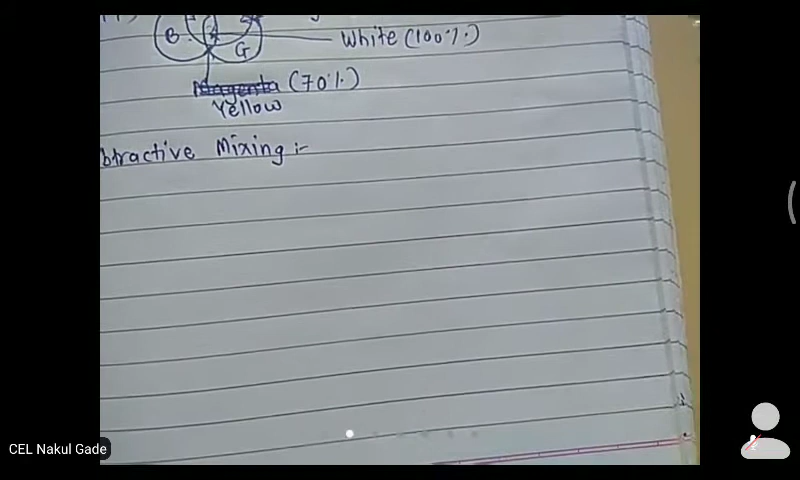 B
G
White (100%)
Magenta (70%)
Yellow
btractive Mixing :-
CEL Nakul Gade